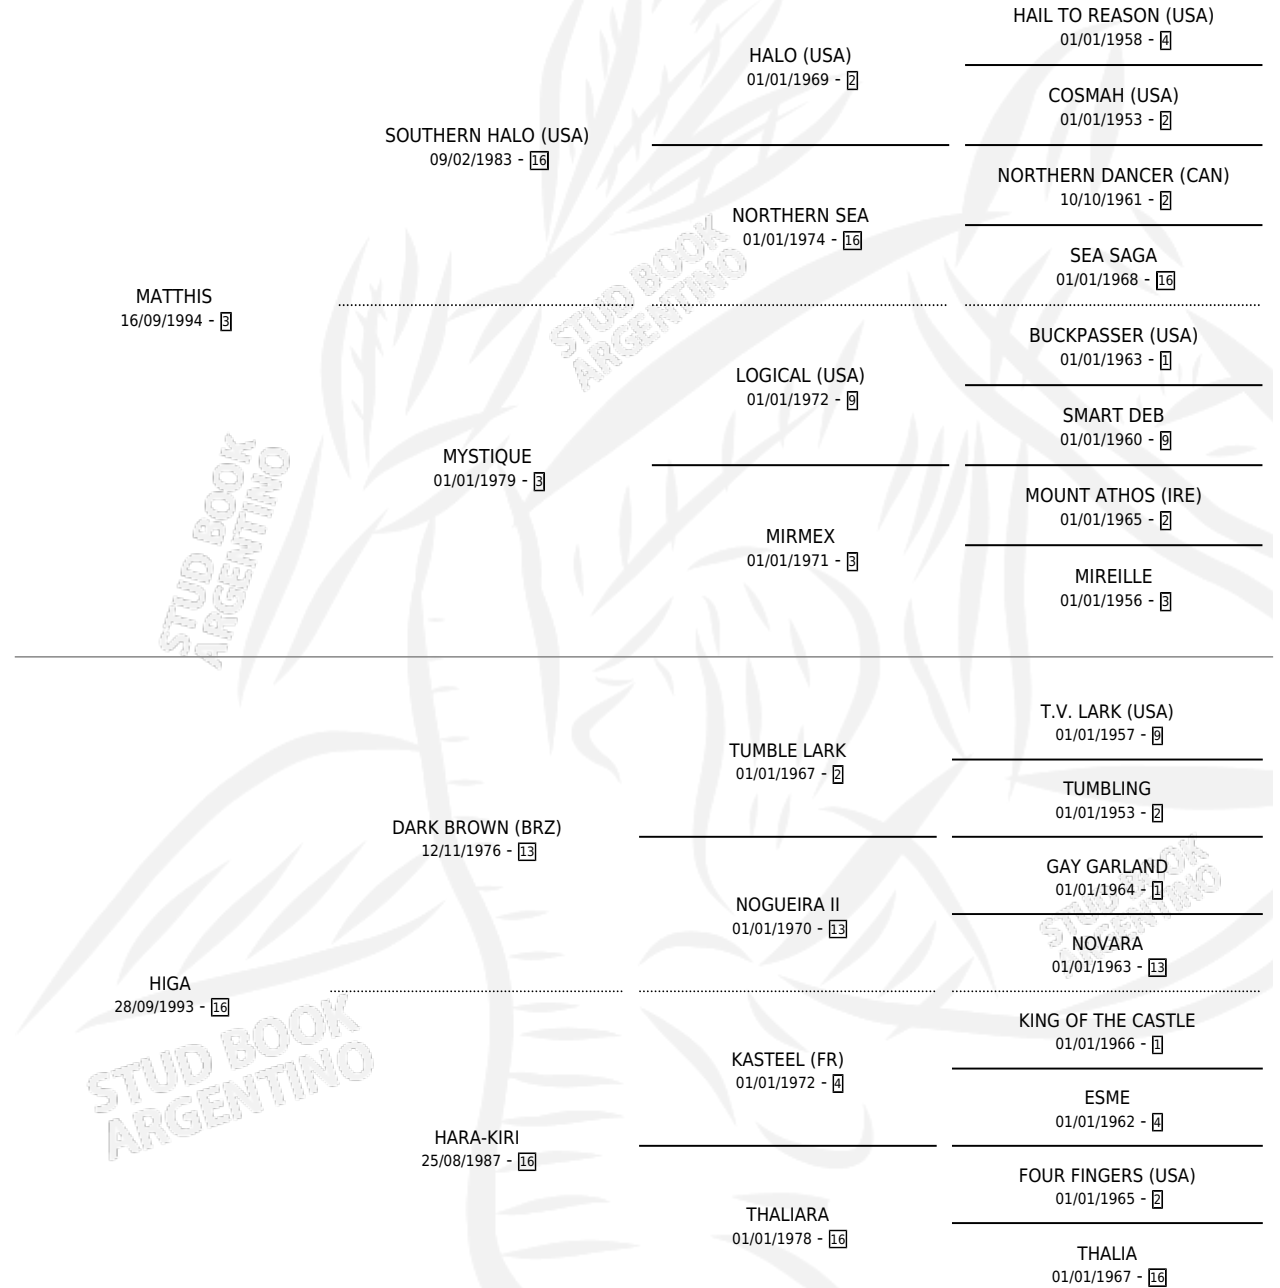 HAIL TO REASON (USA)
01/01/1958 - 4
HALO (USA)
01/01/1969 - 2
COSMAH (USA)
01/01/1953 - 2
SOUTHERN HALO (USA)
09/02/1983 - 16
NORTHERN DANCER (CAN)
10/10/1961 - 2
NORTHERN SEA
01/01/1974 - 16
SEA SAGA
01/01/1968 - 16
MATTHIS
16/09/1994 - 3
BUCKPASSER (USA)
01/01/1963 - 1
LOGICAL (USA)
01/01/1972 - 9
SMART DEB
01/01/1960 - 9
MYSTIQUE
01/01/1979 - 3
MOUNT ATHOS (IRE)
01/01/1965 - 2
MIRMEX
01/01/1971 - 3
MIREILLE
01/01/1956 - 3
STUD BOOK
ARGENTINO
STUD BOOK
ARGENTINO
T.V. LARK (USA)
01/01/1957 - 9
TUMBLE LARK
01/01/1967 - 2
TUMBLING
01/01/1953 - 2
DARK BROWN (BRZ)
12/11/1976 - 13
GAY GARLAND
01/01/1964 - 1
NOGUEIRA II
01/01/1970 - 13
NOVARA
01/01/1963 - 13
STUD BOOK
ARGENTINO
HIGA
28/09/1993 - 16
KING OF THE CASTLE
01/01/1966 - 1
KASTEEL (FR)
01/01/1972 - 4
ESME
01/01/1962 - 4
HARA-KIRI
25/08/1987 - 16
FOUR FINGERS (USA)
01/01/1965 - 2
THALIARA
01/01/1978 - 16
THALIA
01/01/1967 - 16
STUD BOOK
ARGENTINO